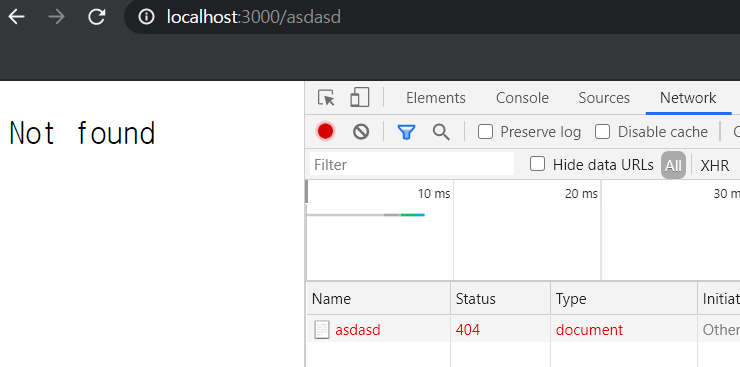 localhost:3000/asdasd
Elements Console Sources Network
Not found
Preserve log Disable cache
Filter Hide data URLs All XHR
10 ms 20 ms 30 m
Name Status Type Initiat
asdasd 404 document Other